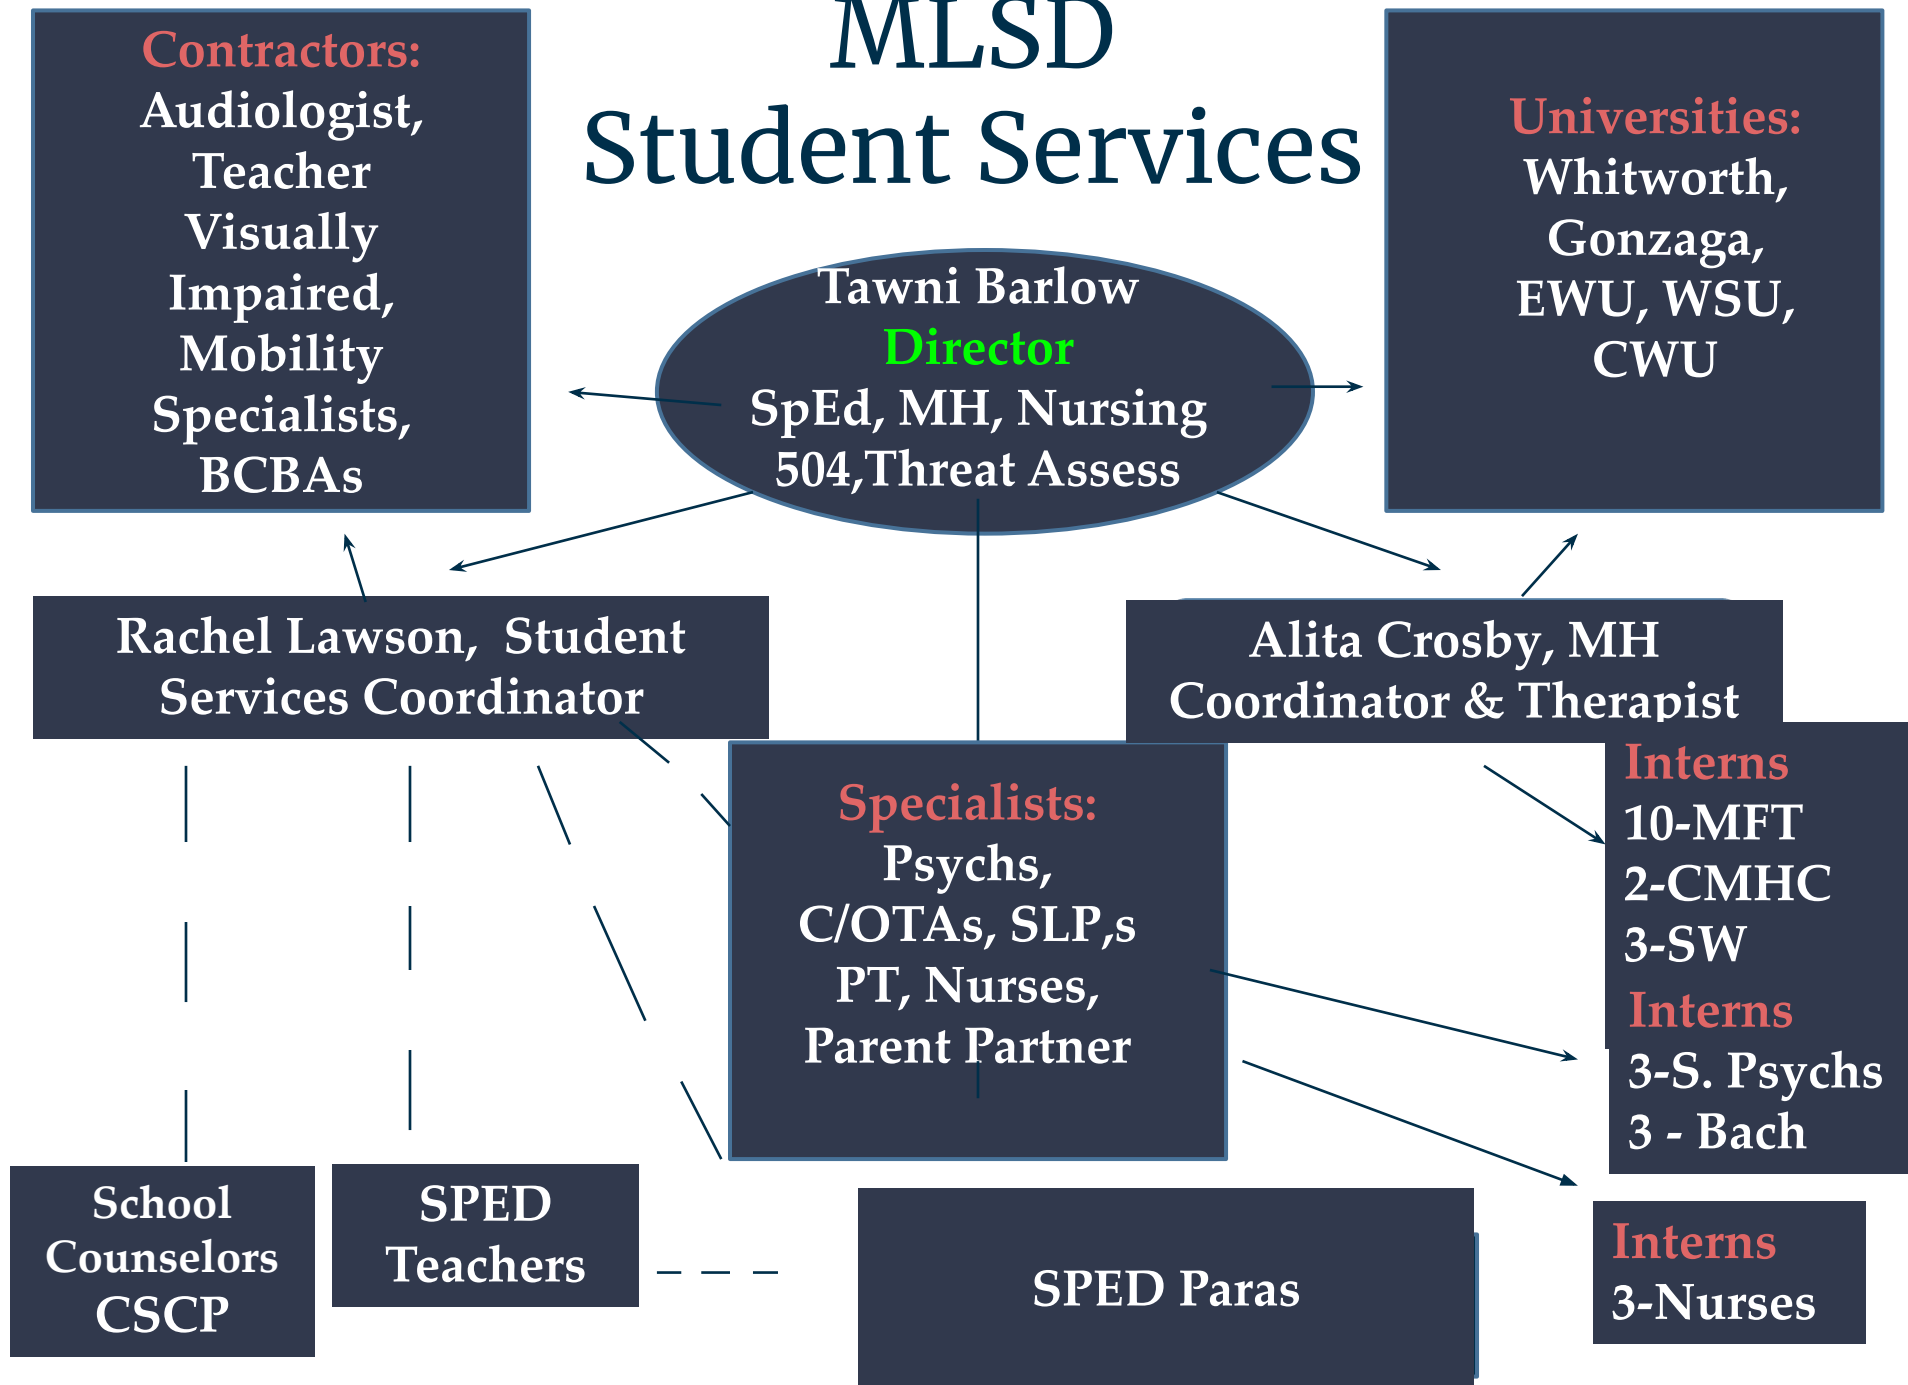 MLSD
Student Services
Contractors:
Audiologist,
Teacher
Visually
Impaired,
Mobility
Specialists,
BCBAs
Universities:
Whitworth,
Gonzaga,
EWU, WSU,
CWU
Tawni Barlow
Director
SpEd, MH, Nursing
504,Threat Assess
Rachel Lawson, Student
Services Coordinator
Alita Crosby, MH
Coordinator & Therapist
Specialists:
Psychs,
C/OTAs, SLP,s
PT, Nurses,
Parent Partner
Interns
10-MFT
2-CMHC
3-SW
Interns
3-S. Psychs
3 - Bach
School
Counselors
CSCP
SPED
Teachers
SPED Paras
Interns
3-Nurses